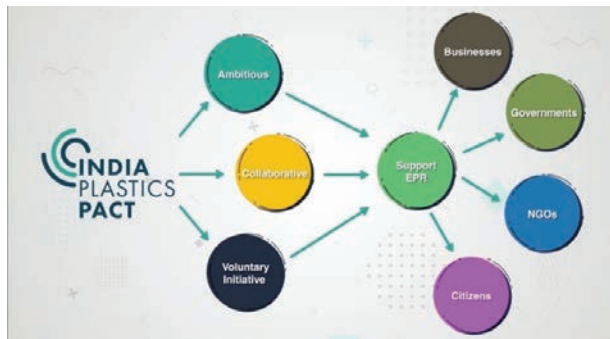 INDIA
PLASTICS
PACT
Ambitious
Collaborative
Voluntary
Initiative
Support
EPR
Businesses
Governments
NGOs
Citizens